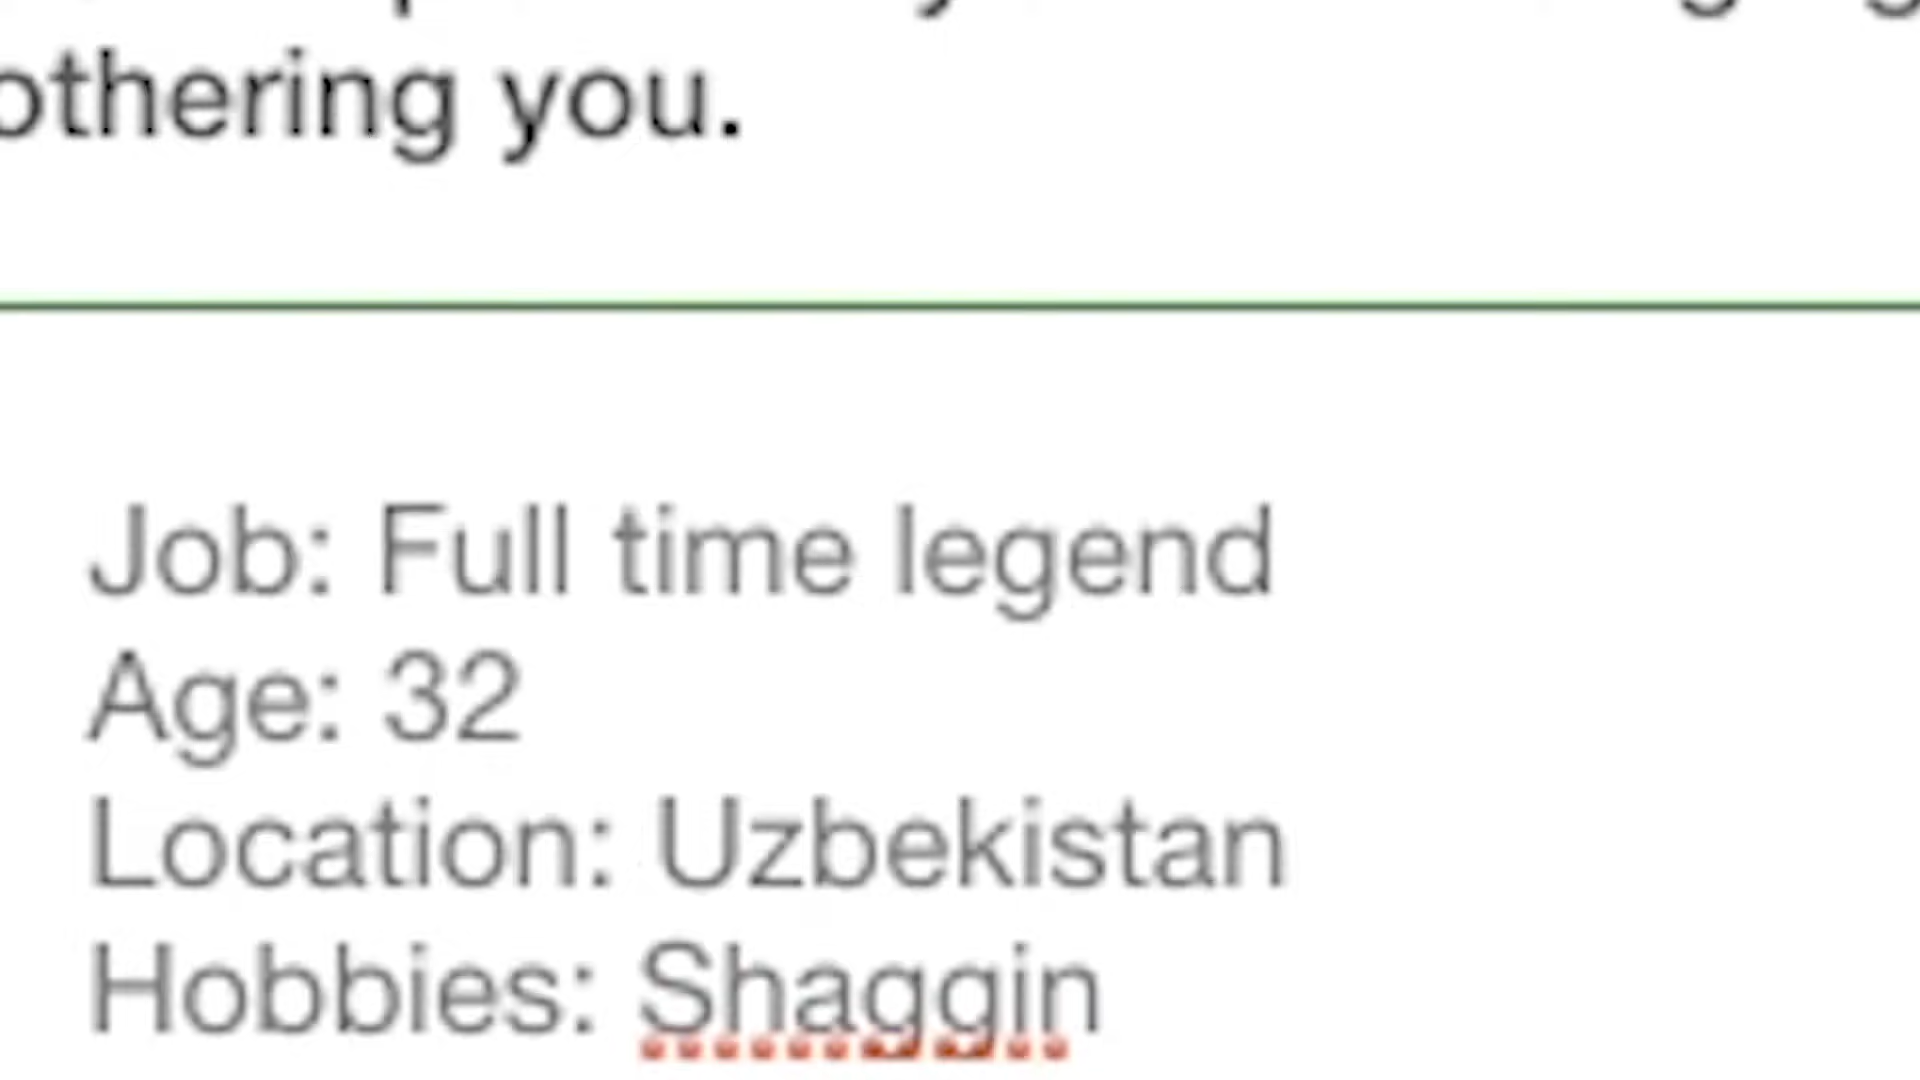 othering you.
Job: Full time legend
Age: 32
Location: Uzbekistan
Hobbies: Shaggin